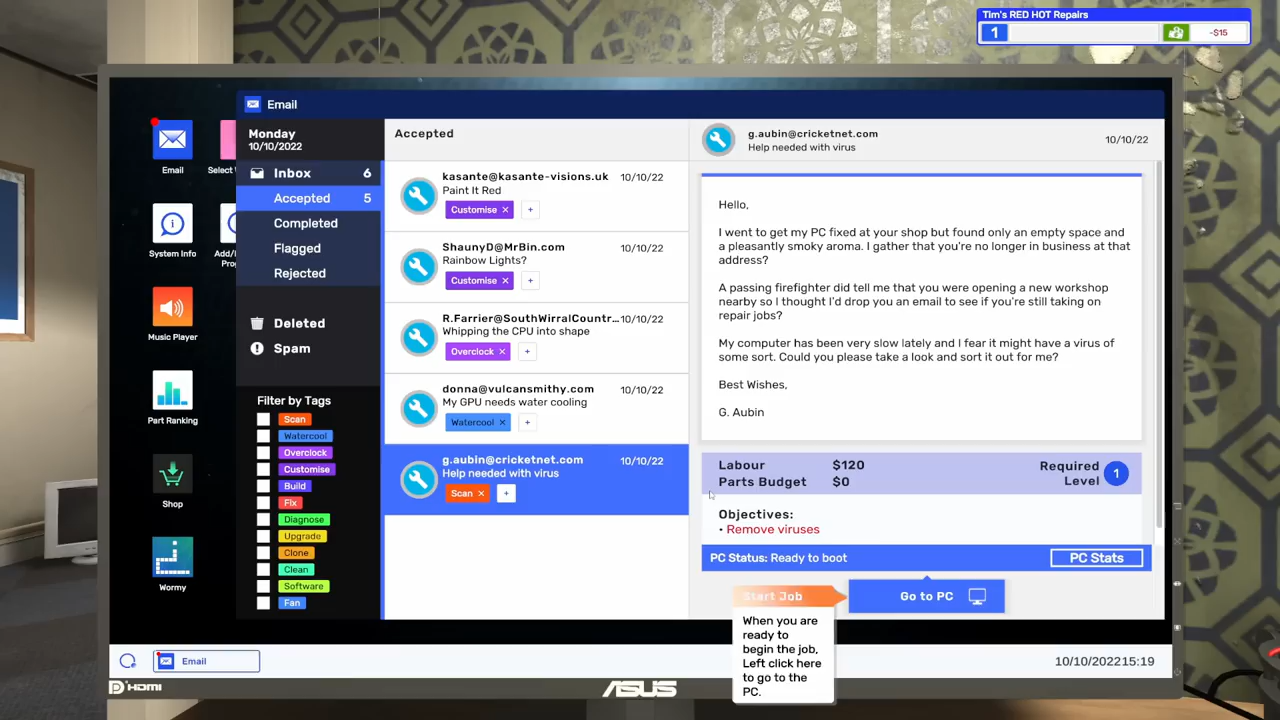 Tim's RED HOT Repairs
1
-$15
Email
Monday
10/10/2022
Inbox 6
Accepted 5
Completed
Flagged
Rejected
Deleted
Spam
Filter by Tags
Scan
Watercool
Overclock
Customise
Build
Fix
Diagnose
Upgrade
Clone
Clean
Software
Fan
Email
Select
System Info
Add/
Music Player
Part Ranking
Shop
Wormy
Accepted
kasante@kasante-visions.uk 10/10/22
Paint It Red
Customise × +
ShaunyD@MrBin.com 10/10/22
Rainbow Lights?
Customise × +
R.Farrier@SouthWirralCountr... 10/10/22
Whipping the CPU into shape
Overclock × +
donna@vulcansmithy.com 10/10/22
My GPU needs water cooling
Watercool × +
g.aubin@cricketnet.com 10/10/22
Help needed with virus
Scan × +
g.aubin@cricketnet.com 10/10/22
Help needed with virus
Hello,
I went to get my PC fixed at your shop but found only an empty space and
a pleasantly smoky aroma. I gather that you're no longer in business at that
address?
A passing firefighter did tell me that you were opening a new workshop
nearby so I thought I'd drop you an email to see if you're still taking on
repair jobs?
My computer has been very slow lately and I fear it might have a virus of
some sort. Could you please take a look and sort it out for me?
Best Wishes,
G. Aubin
Labour $120
Parts Budget $0
Required
Level 1
Objectives:
• Remove viruses
PC Status: Ready to boot
PC Stats
Start Job
Go to PC
When you are
ready to
begin the job,
Left click here
to go to the
PC.
Email
10/10/2022 15:19
HDMI
ASUS